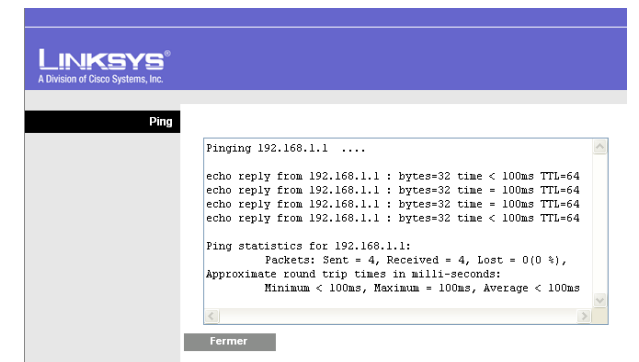 LINKSYS®
A Division of Cisco Systems, Inc.
Ping
Pinging 192.168.1.1 ....
echo reply from 192.168.1.1 : bytes=32 time < 100ms TTL=64
echo reply from 192.168.1.1 : bytes=32 time = 100ms TTL=64
echo reply from 192.168.1.1 : bytes=32 time = 100ms TTL=64
echo reply from 192.168.1.1 : bytes=32 time < 100ms TTL=64
Ping statistics for 192.168.1.1:
Packets: Sent = 4, Received = 4, Lost = 0(0 %),
Approximate round trip times in milli-seconds:
Minimum < 100ms, Maximum = 100ms, Average < 100ms
Fermer